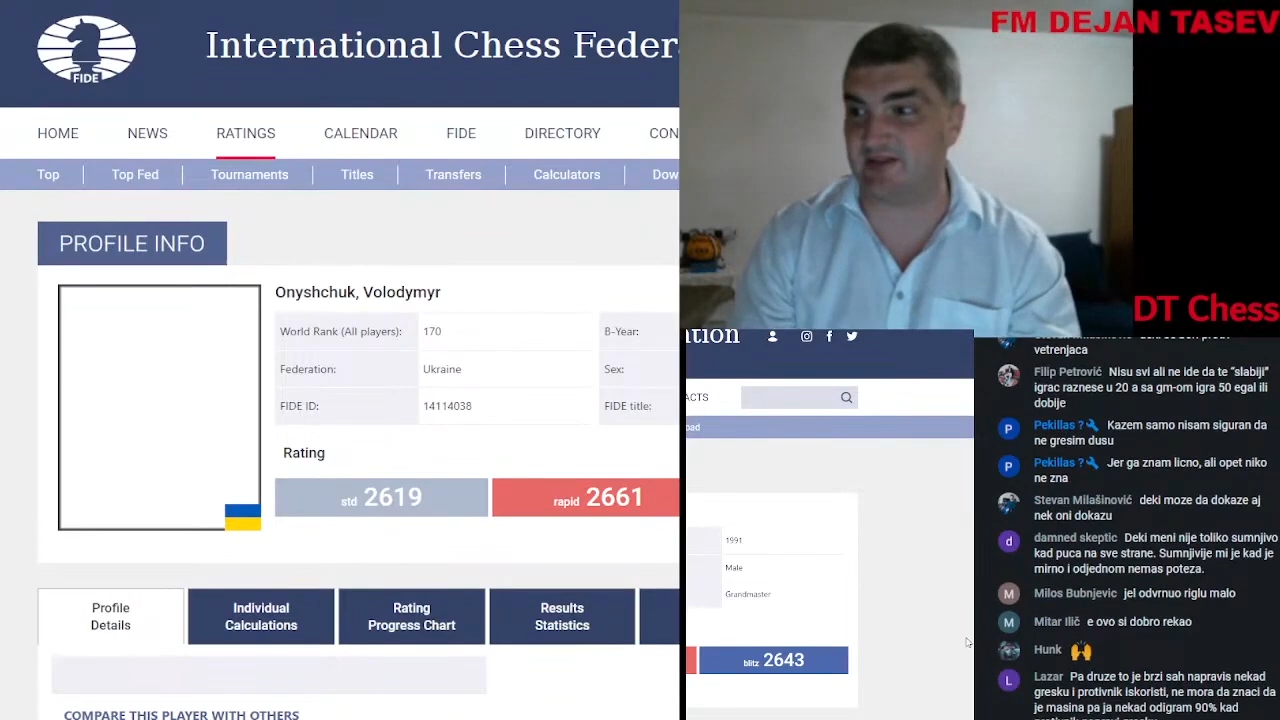 FIDE
International Chess Feder
HOME NEWS RATINGS CALENDAR FIDE DIRECTORY CON
Top Top Fed Tournaments Titles Transfers Calculators Dow
PROFILE INFO
Onyshchuk, Volodymyr
World Rank (All players): 170 B-Year:
Federation: Ukraine Sex:
FIDE ID: 14114038 FIDE title:
Rating
std 2619 rapid 2661
Profile Details
Individual Calculations
Rating Progress Chart
Results Statistics
COMPARE THIS PLAYER WITH OTHERS
FM DEJAN TASEV
DT Chess
ntion
ACTS
oad
1991
Male
Grandmaster
blitz 2643
vetrenjaca
Filip Petrović Nisu svi ali ne ide da te “slabiji”
igrac raznese u 20 a sa gm-om igra 50 egal ili
dobije
Pekillas ? Kazem samo nisam siguran da
ne gresim dusu
Pekillas ? Jer ga znam licno, ali opet niko
ne zna
Stevan Milašinović deki moze da dokaze aj
nek oni dokazu
damned skeptic Deki meni nije toliko sumnjivo
kad puca na sve strane. Sumnjivije mi je kad je
mirno i odjednom nemas poteza.
Milos Bubnjevic jel odvrnuo riglu malo
Mitar Ilič e ovo si dobro rekao
Hunk 🙌
Lazar Pa druze to je brzi sah napravis nekad
gresku i protivnik iskoristi, ne mora da znaci da
je masina pa ja nekad odigram 90% kad